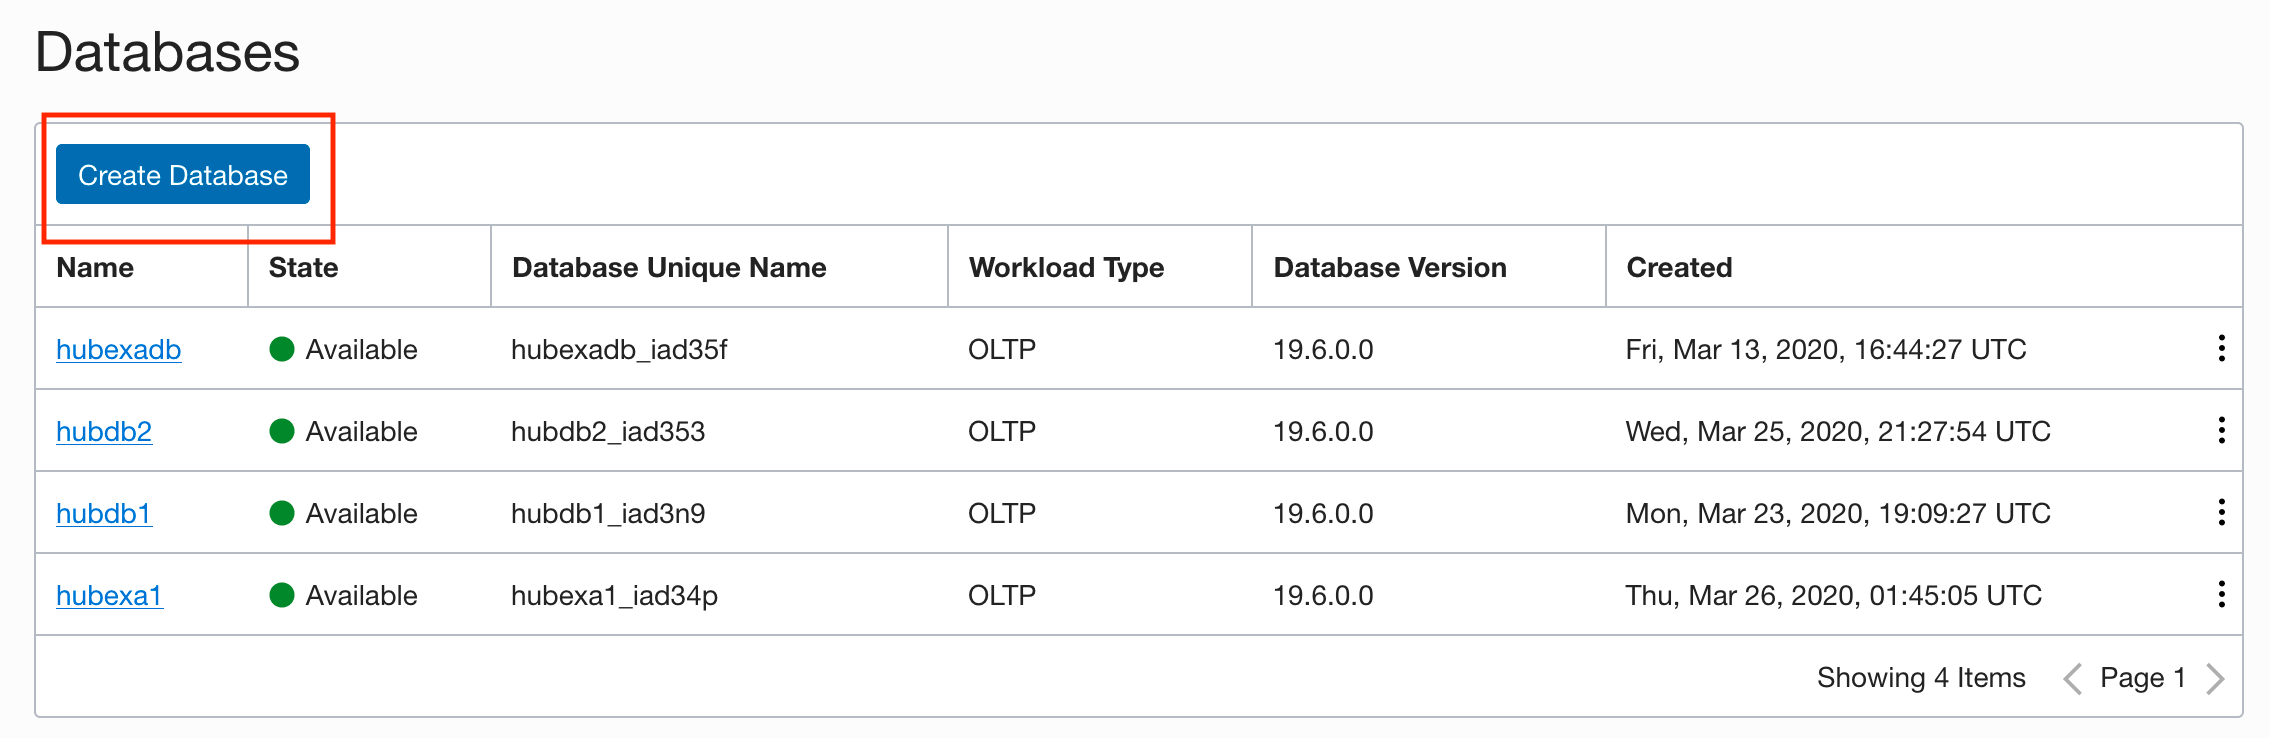 Databases
Create Database
Name State Database Unique Name Workload Type Database Version Created
hubexadb Available hubexadb_iad35f OLTP 19.6.0.0 Fri, Mar 13, 2020, 16:44:27 UTC
hubdb2 Available hubdb2_iad353 OLTP 19.6.0.0 Wed, Mar 25, 2020, 21:27:54 UTC
hubdb1 Available hubdb1_iad3n9 OLTP 19.6.0.0 Mon, Mar 23, 2020, 19:09:27 UTC
hubexa1 Available hubexa1_iad34p OLTP 19.6.0.0 Thu, Mar 26, 2020, 01:45:05 UTC
Showing 4 Items Page 1